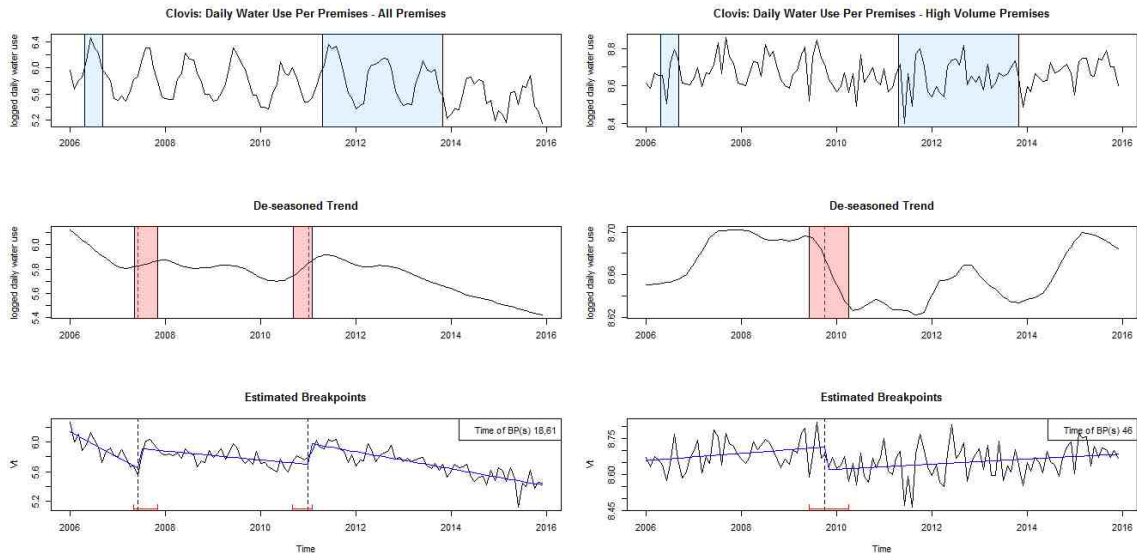 Clovis: Daily Water Use Per Premises - All Premises
logged daily water use
6.4
6.0
5.6
5.2
2006 2008 2010 2012 2014 2016
De-seasoned Trend
logged daily water use
6.0
5.8
5.6
5.4
2006 2008 2010 2012 2014 2016
Estimated Breakpoints
Time of BP(s) 18,61
Vt
6.0
5.6
5.2
2006 2008 2010 2012 2014 2016
Time
Clovis: Daily Water Use Per Premises - High Volume Premises
logged daily water use
8.8
8.6
8.4
2006 2008 2010 2012 2014 2016
De-seasoned Trend
logged daily water use
8.70
8.66
8.62
2006 2008 2010 2012 2014 2016
Estimated Breakpoints
Time of BP(s) 46
Vt
8.75
8.60
8.45
2006 2008 2010 2012 2014 2016
Time